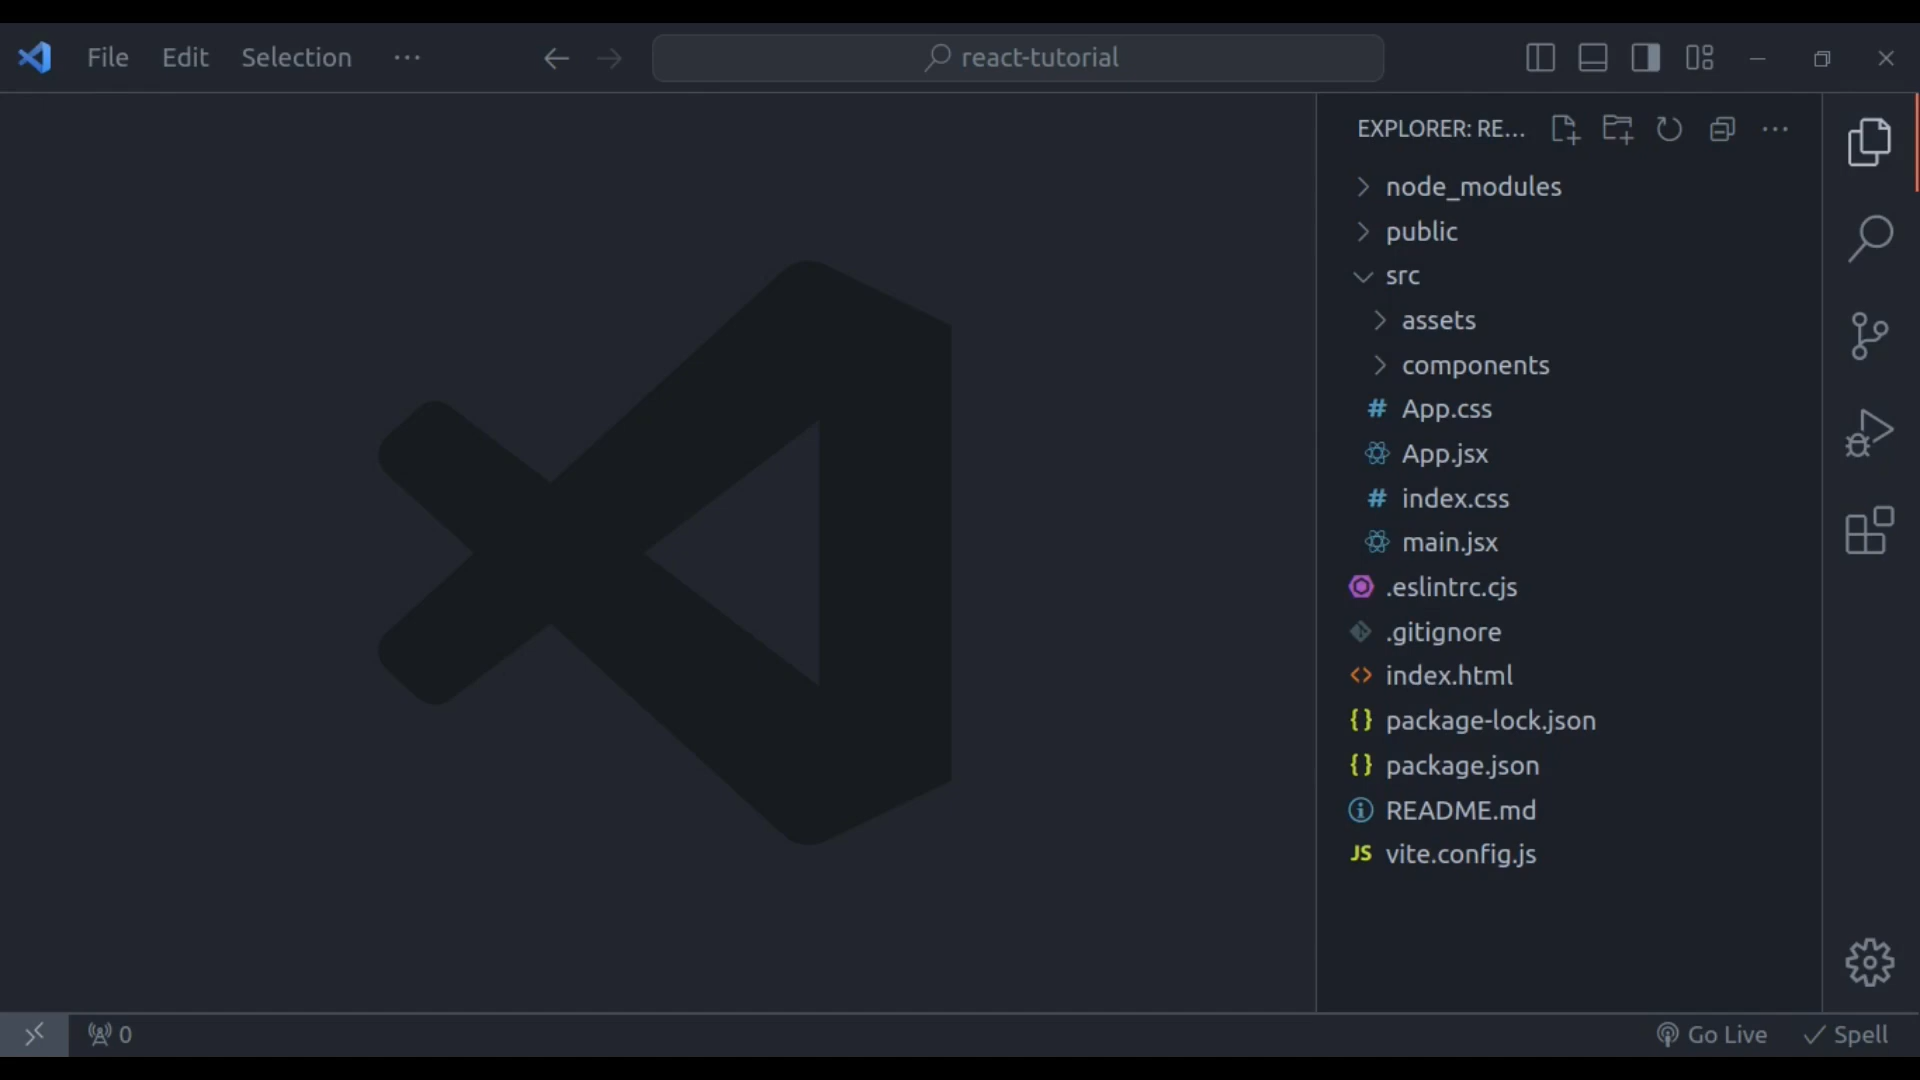 File Edit Selection ···
react-tutorial
EXPLORER: RE...
node_modules
public
src
assets
components
# App.css
App.jsx
# index.css
main.jsx
.eslintrc.cjs
.gitignore
<> index.html
{} package-lock.json
{} package.json
README.md
JS vite.config.js
0
Go Live
Spell